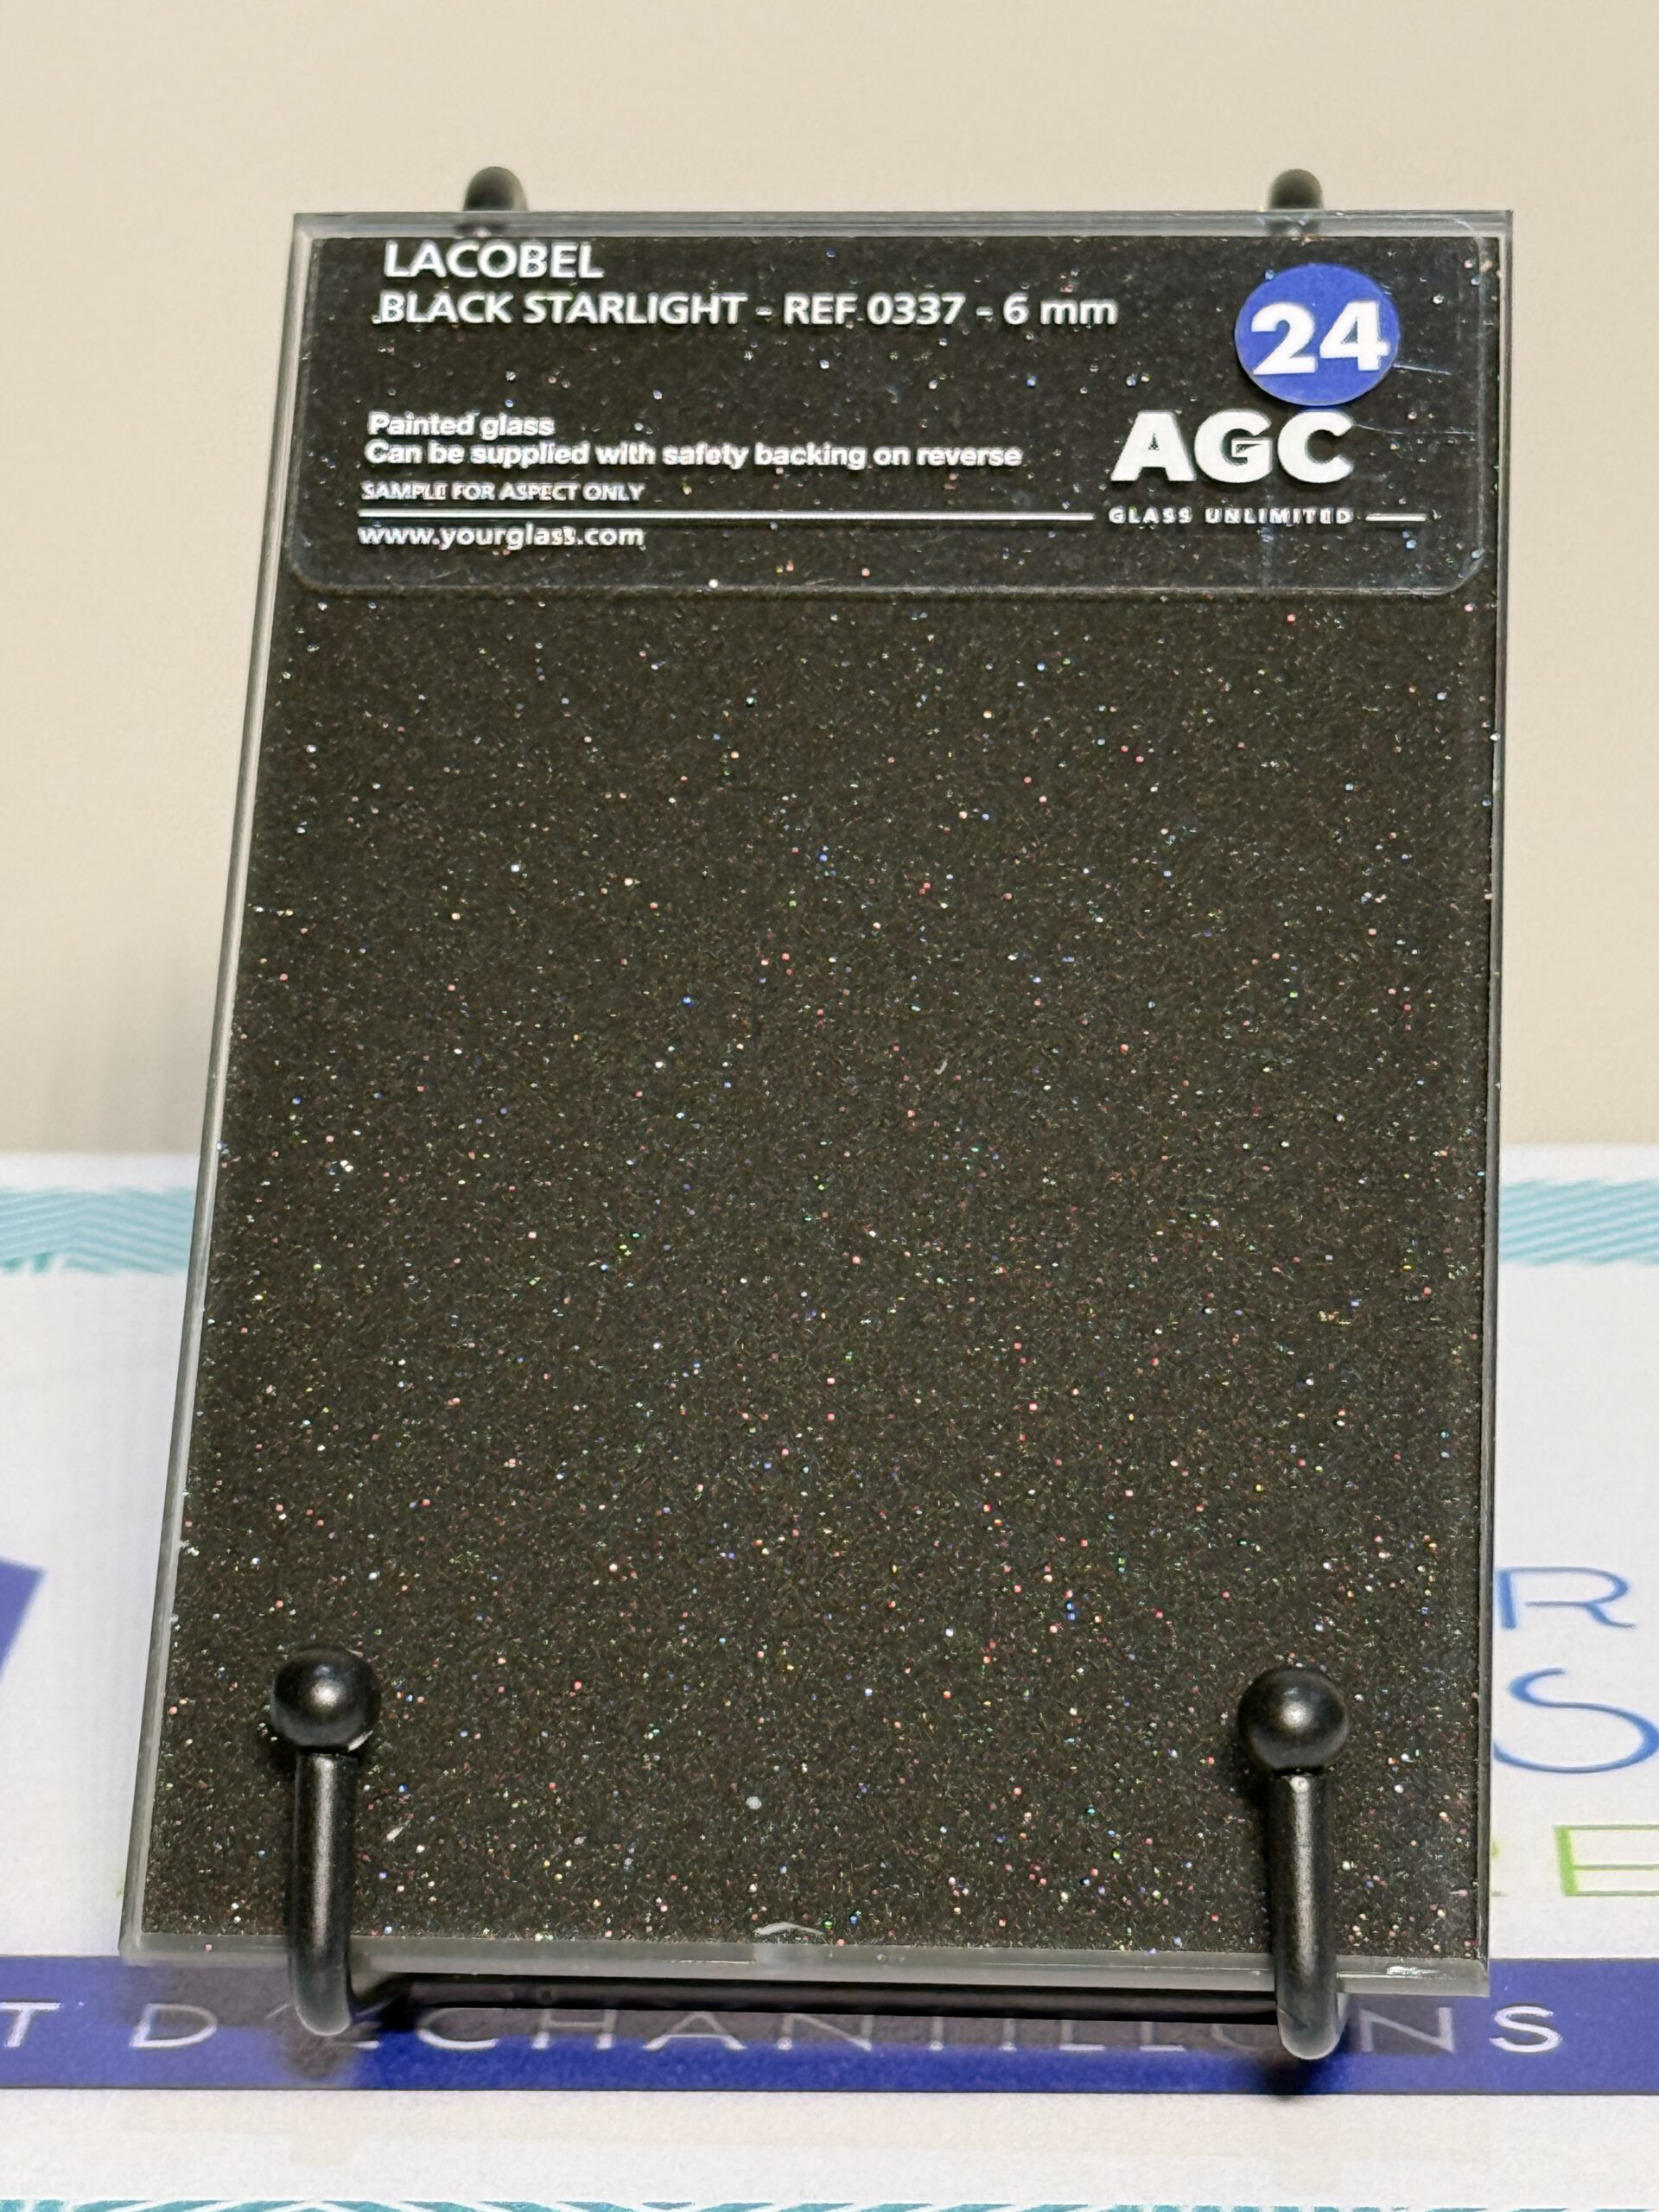 LACOBEL
BLACK STARLIGHT - REF 0337 - 6 mm
24
Painted glass
Can be supplied with safety backing on reverse
SAMPLE FOR ASPECT ONLY
AGC
GLASS UNLIMITED
www.yourglass.com
R
S
E
T D'ÉCHANTILLONS